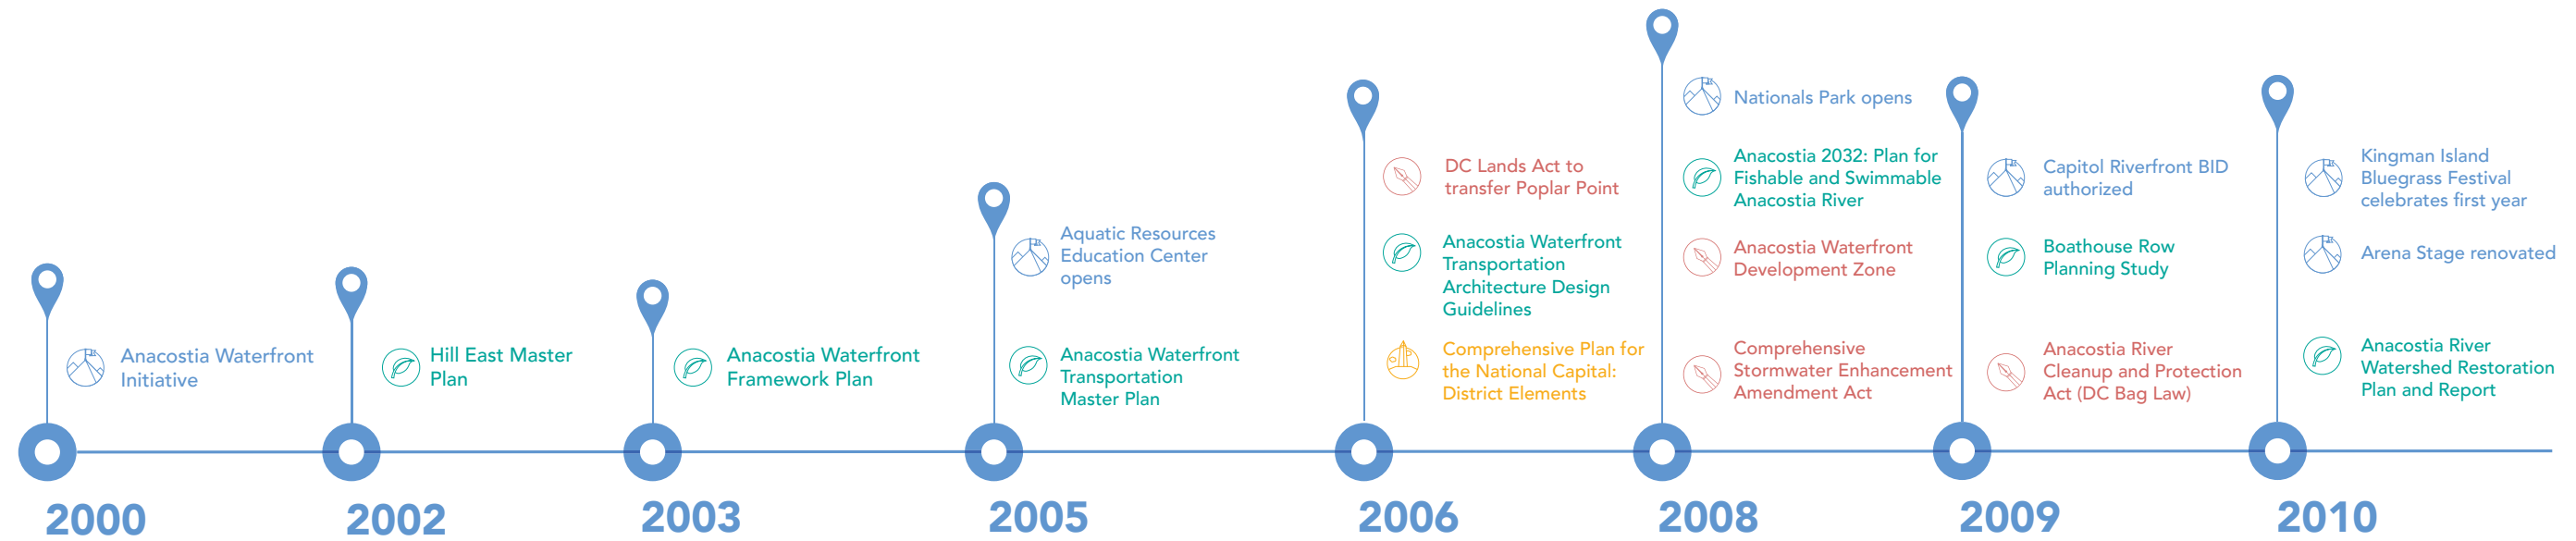 Anacostia Waterfront
Initiative
2000
Hill East Master
Plan
2002
Anacostia Waterfront
Framework Plan
2003
Aquatic Resources
Education Center
opens
Anacostia Waterfront
Transportation
Master Plan
2005
DC Lands Act to
transfer Poplar Point
Anacostia Waterfront
Transportation
Architecture Design
Guidelines
Comprehensive Plan for
the National Capital:
District Elements
2006
Nationals Park opens
Anacostia 2032: Plan for
Fishable and Swimmable
Anacostia River
Anacostia Waterfront
Development Zone
Comprehensive
Stormwater Enhancement
Amendment Act
2008
Capitol Riverfront BID
authorized
Boathouse Row
Planning Study
Anacostia River
Cleanup and Protection
Act (DC Bag Law)
2009
Kingman Island
Bluegrass Festival
celebrates first year
Arena Stage renovated
Anacostia River
Watershed Restoration
Plan and Report
2010